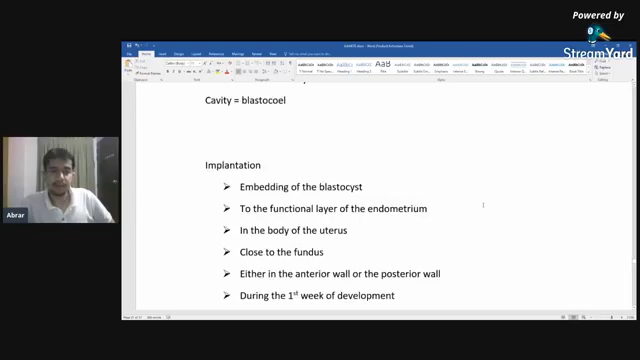 Powered by
StreamYard
Cavity = blastocoel
Implantation
➢ Embedding of the blastocyst
➢ To the functional layer of the endometrium
➢ In the body of the uterus
➢ Close to the fundus
➢ Either in the anterior wall or the posterior wall
➢ During the 1st week of development
Abrar